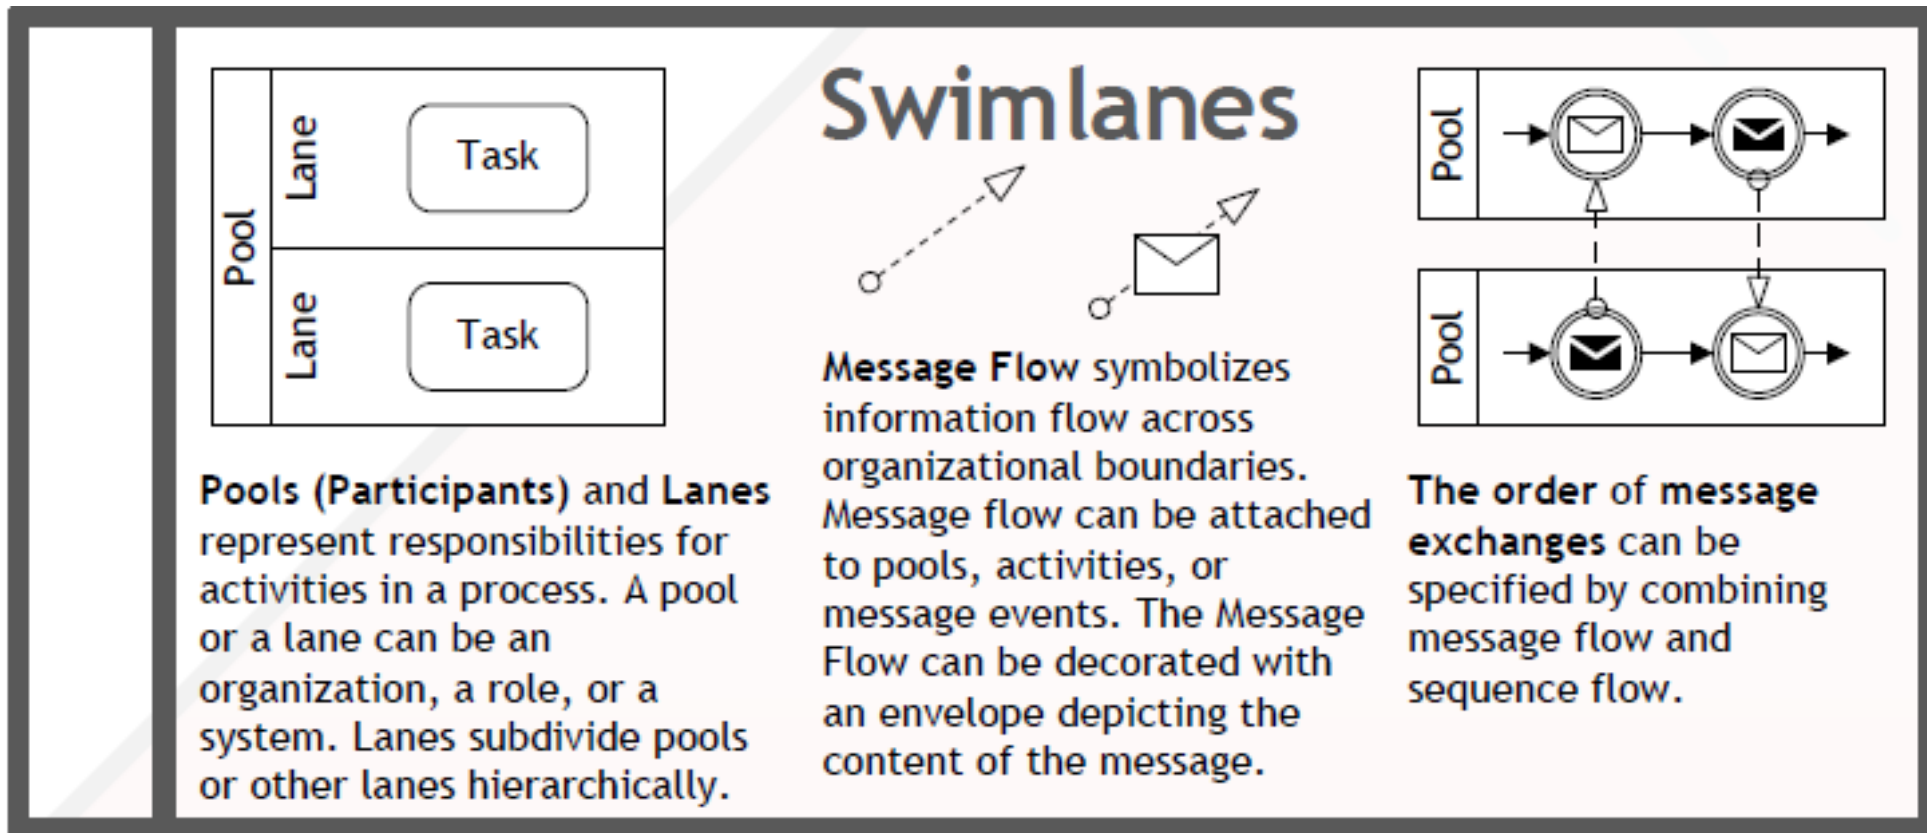 Swimlanes
Pool
Lane
Task
Lane
Task
Pools (Participants) and Lanes
represent responsibilities for
activities in a process. A pool
or a lane can be an
organization, a role, or a
system. Lanes subdivide pools
or other lanes hierarchically.
Message Flow symbolizes
information flow across
organizational boundaries.
Message flow can be attached
to pools, activities, or
message events. The Message
Flow can be decorated with
an envelope depicting the
content of the message.
Pool
Pool
The order of message
exchanges can be
specified by combining
message flow and
sequence flow.